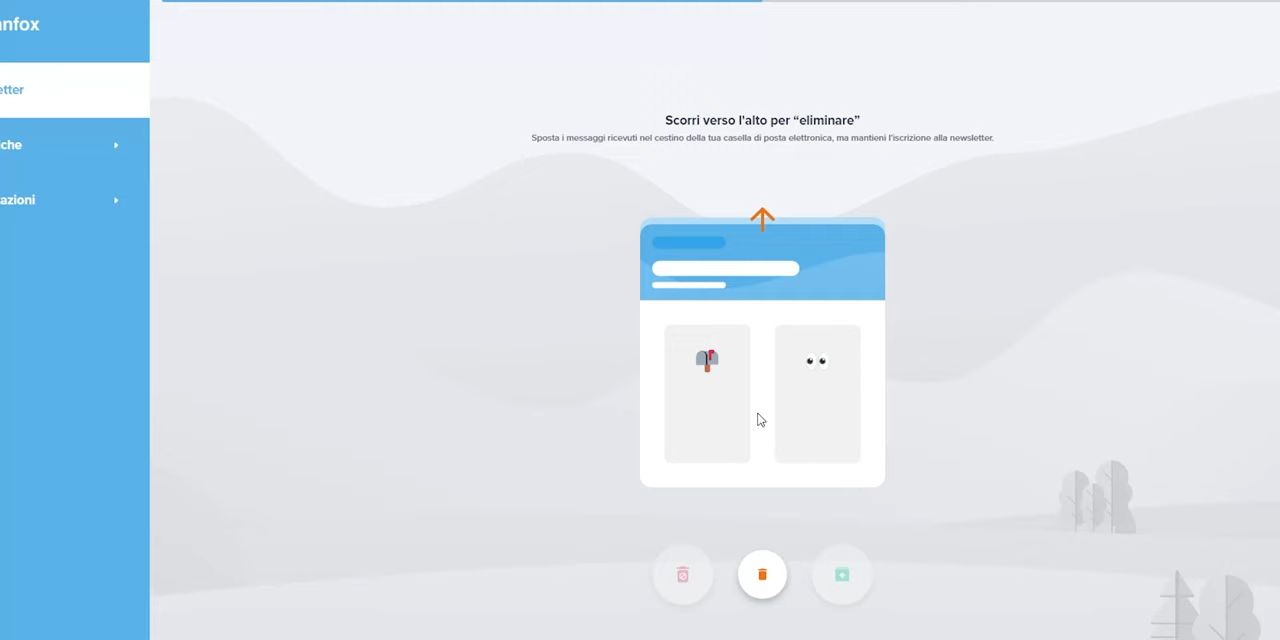 nfox
etter
che
azioni
Scorri verso l'alto per “eliminare”
Sposta i messaggi ricevuti nel cestino della tua casella di posta elettronica, ma mantieni l'iscrizione alla newsletter.